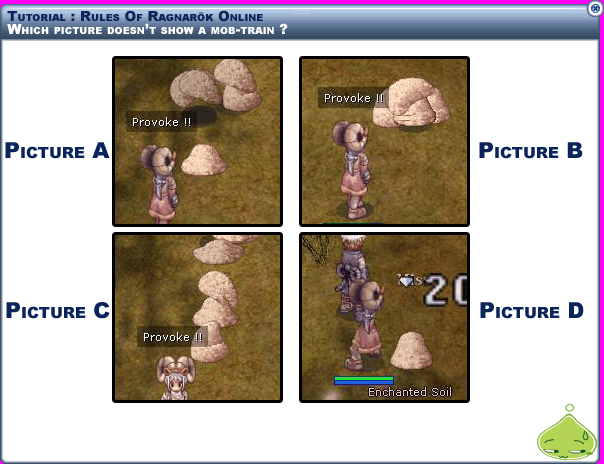 Tutorial : Rules Of Ragnarök Online
Which picture doesn't show a mob-train ?
Picture A
Provoke !!
Provoke !!
Picture B
Picture C
Provoke !!
20
Picture D
Enchanted Soil